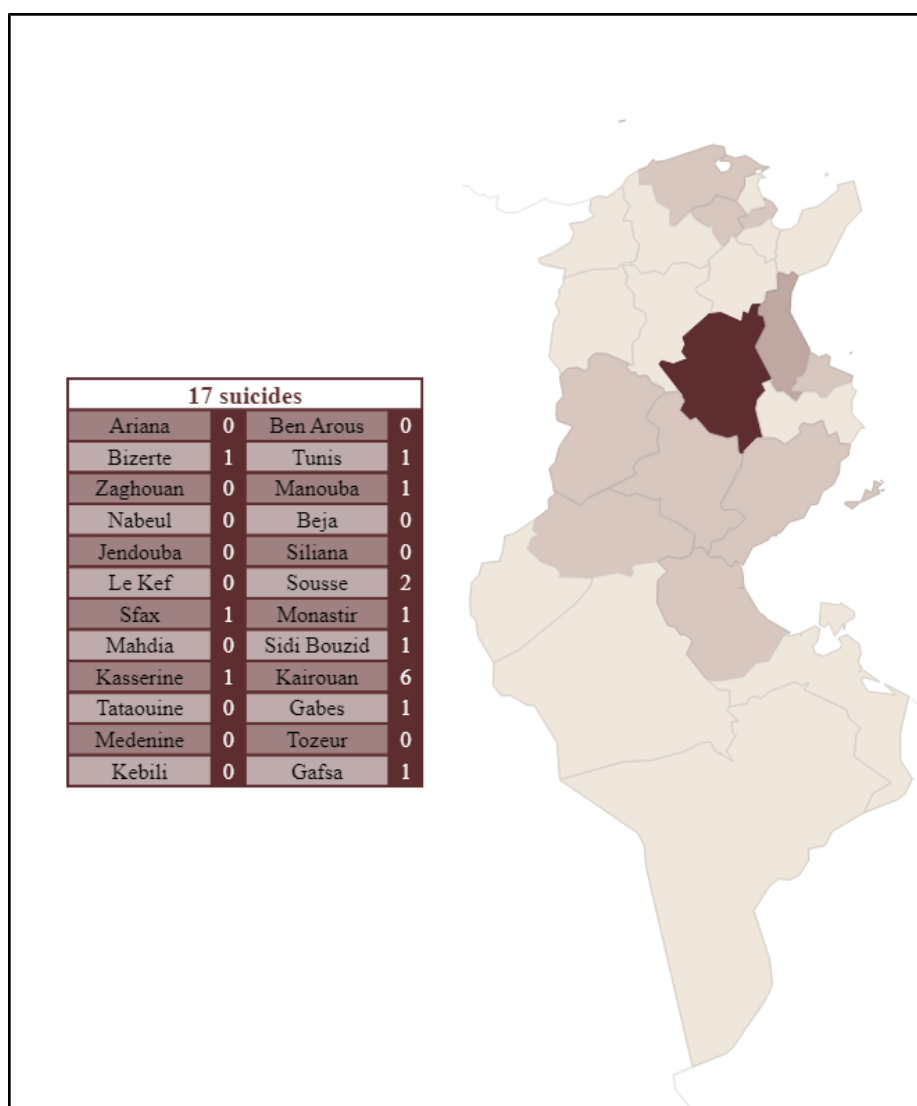 17 suicides
Ariana 0 Ben Arous 0
Bizerte 1 Tunis 1
Zaghouan 0 Manouba 1
Nabeul 0 Beja 0
Jendouba 0 Siliana 0
Le Kef 0 Sousse 2
Sfax 1 Monastir 1
Mahdia 0 Sidi Bouzid 1
Kasserine 1 Kairouan 6
Tataouine 0 Gabes 1
Medenine 0 Tozeur 0
Kebili 0 Gafsa 1